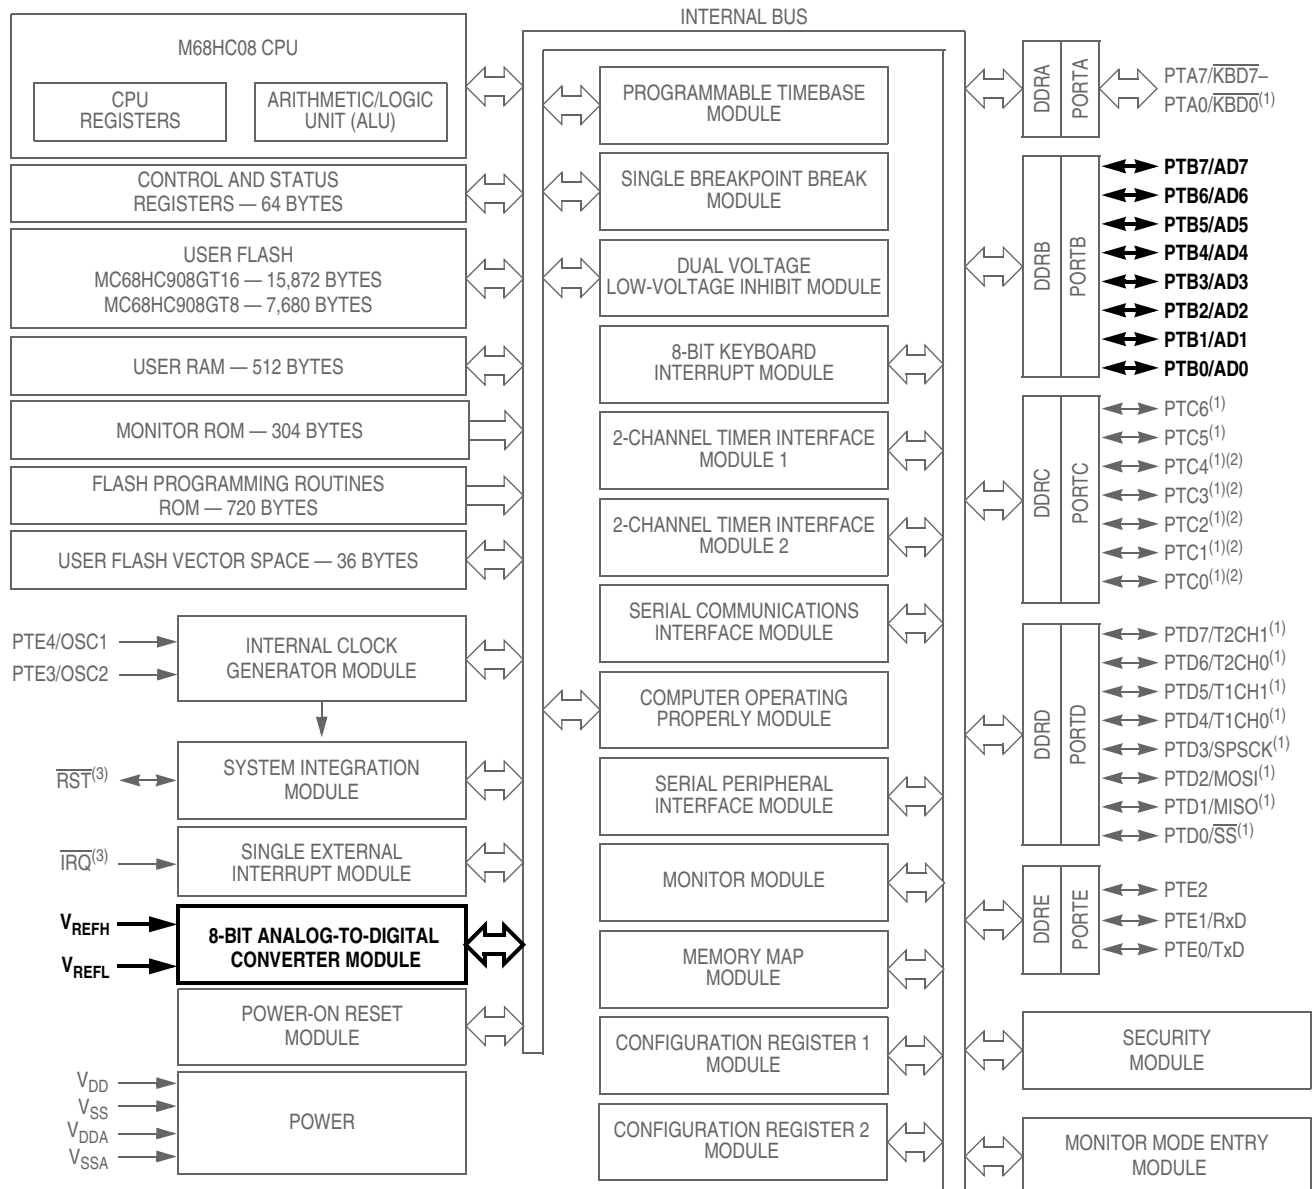 INTERNAL BUS
M68HC08 CPU
CPU
REGISTERS
ARITHMETIC/LOGIC
UNIT (ALU)
CONTROL AND STATUS
REGISTERS — 64 BYTES
USER FLASH
MC68HC908GT16 — 15,872 BYTES
MC68HC908GT8 — 7,680 BYTES
USER RAM — 512 BYTES
MONITOR ROM — 304 BYTES
FLASH PROGRAMMING ROUTINES
ROM — 720 BYTES
USER FLASH VECTOR SPACE — 36 BYTES
PTE4/OSC1
PTE3/OSC2
INTERNAL CLOCK
GENERATOR MODULE
RST(3)
SYSTEM INTEGRATION
MODULE
IRQ(3)
SINGLE EXTERNAL
INTERRUPT MODULE
VREFH
VREFL
8-BIT ANALOG-TO-DIGITAL
CONVERTER MODULE
POWER-ON RESET
MODULE
VDD
VSS
VDDA
VSSA
POWER
PROGRAMMABLE TIMEBASE
MODULE
SINGLE BREAKPOINT BREAK
MODULE
DUAL VOLTAGE
LOW-VOLTAGE INHIBIT MODULE
8-BIT KEYBOARD
INTERRUPT MODULE
2-CHANNEL TIMER INTERFACE
MODULE 1
2-CHANNEL TIMER INTERFACE
MODULE 2
SERIAL COMMUNICATIONS
INTERFACE MODULE
COMPUTER OPERATING
PROPERLY MODULE
SERIAL PERIPHERAL
INTERFACE MODULE
MONITOR MODULE
MEMORY MAP
MODULE
CONFIGURATION REGISTER 1
MODULE
CONFIGURATION REGISTER 2
MODULE
DDRA
PORTA
PTA7/KBD7–
PTA0/KBD0(1)
DDRB
PORTB
PTB7/AD7
PTB6/AD6
PTB5/AD5
PTB4/AD4
PTB3/AD3
PTB2/AD2
PTB1/AD1
PTB0/AD0
DDRC
PORTC
PTC6(1)
PTC5(1)
PTC4(1)(2)
PTC3(1)(2)
PTC2(1)(2)
PTC1(1)(2)
PTC0(1)(2)
DDRD
PORTD
PTD7/T2CH1(1)
PTD6/T2CH0(1)
PTD5/T1CH1(1)
PTD4/T1CH0(1)
PTD3/SPSCK(1)
PTD2/MOSI(1)
PTD1/MISO(1)
PTD0/SS(1)
DDRE
PORTE
PTE2
PTE1/RxD
PTE0/TxD
SECURITY
MODULE
MONITOR MODE ENTRY
MODULE